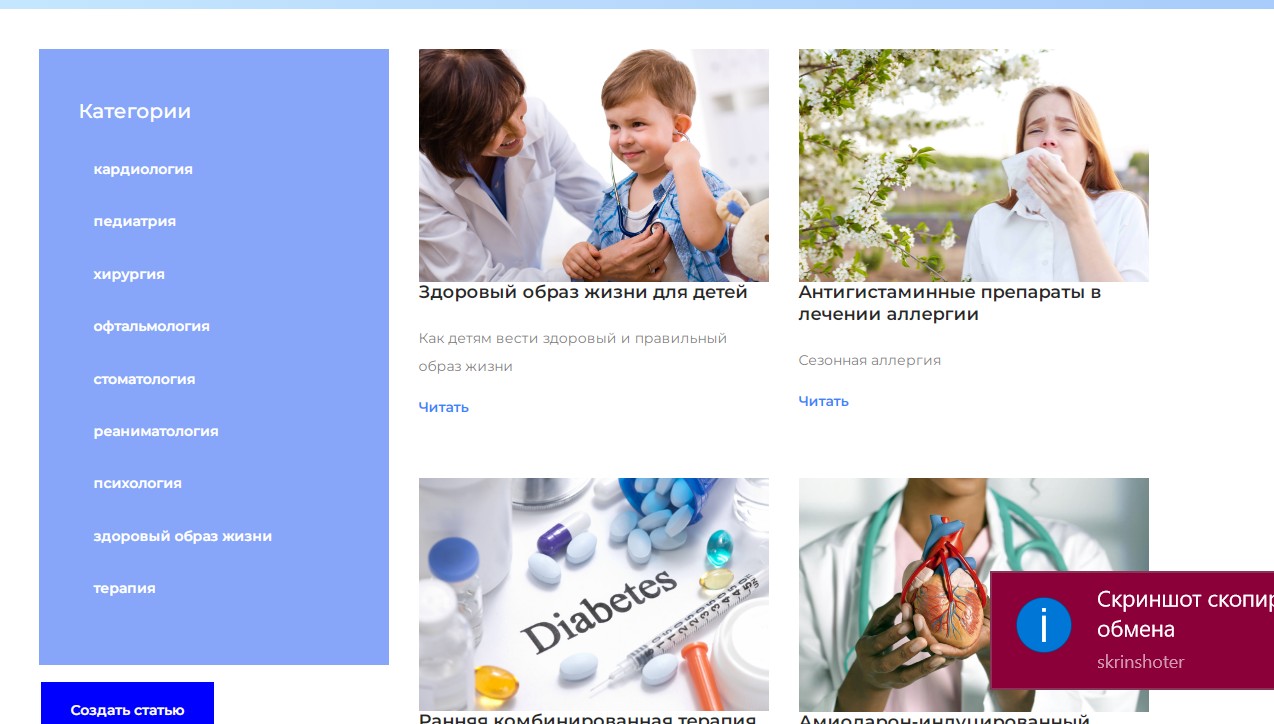 Категории
кардиология
педиатрия
хирургия
офтальмология
стоматология
реаниматология
психология
здоровый образ жизни
терапия
Создать статью
Здоровый образ жизни для детей
Как детям вести здоровый и правильный
образ жизни
Читать
Антигистаминные препараты в
лечении аллергии
Сезонная аллергия
Читать
Diabetes
Ранняя комбинированная терапия
Амиодарон-индуцированный
Скриншот скопир
обмена
skrinshoter